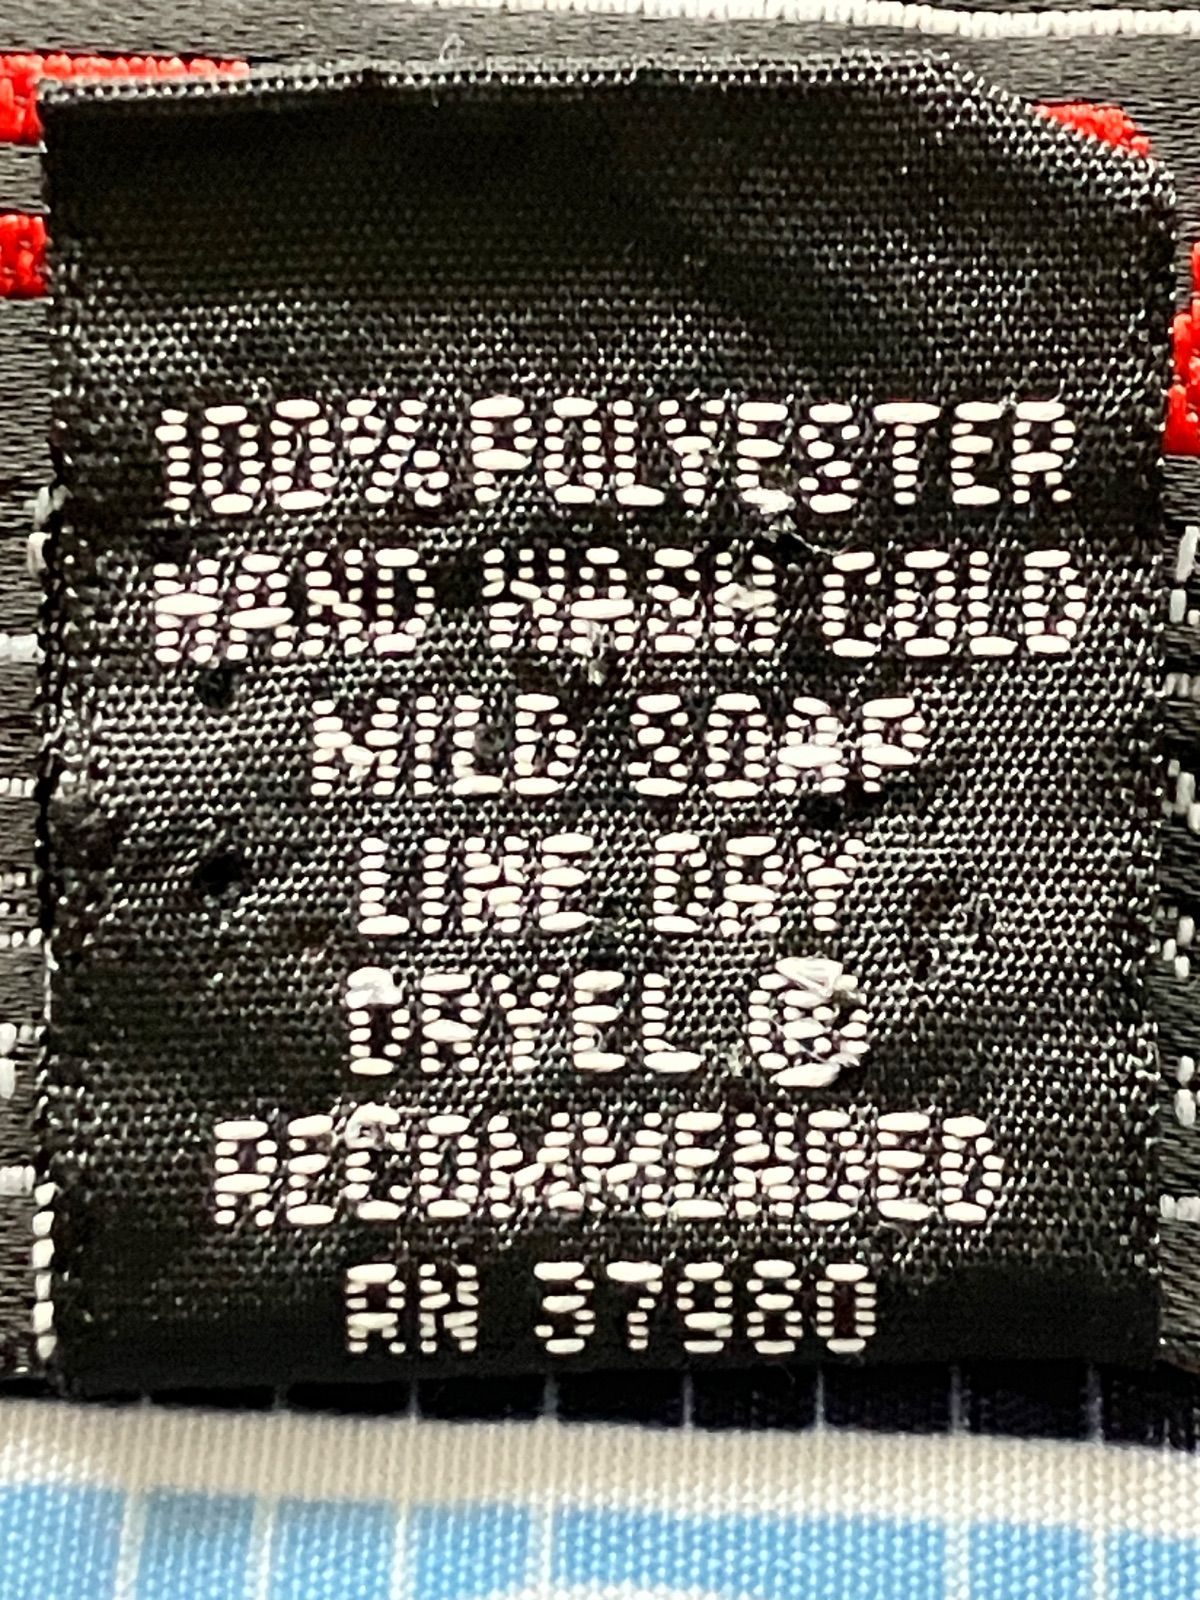 100% POLYESTER
HAND WASH COLD
MILD SOAP
LINE DRY
DRYEL ®
RECOMMENDED
RN 37980